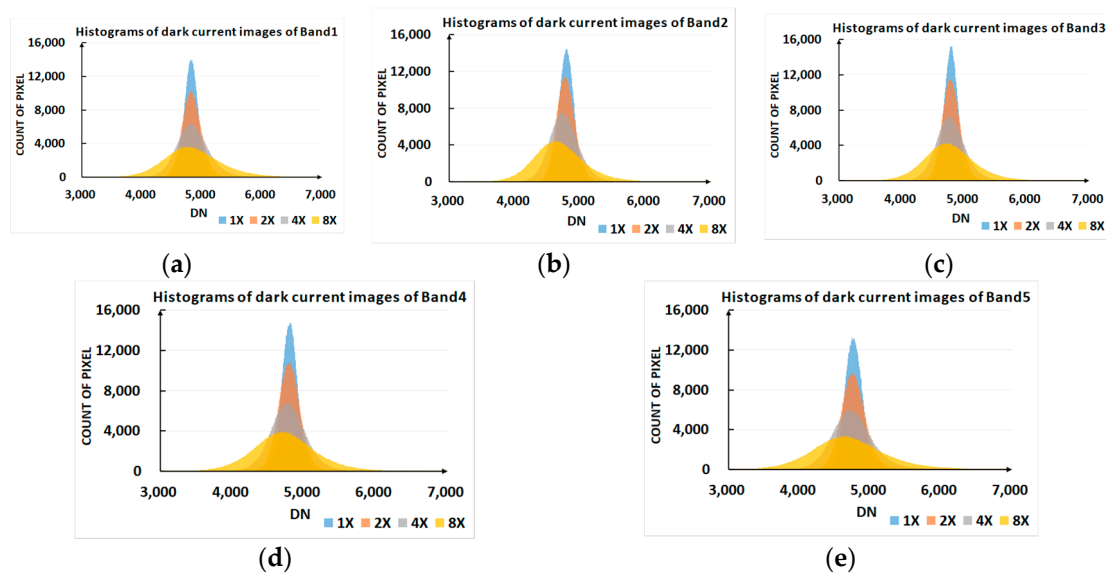 Histograms of dark current images of Band1
COUNT OF PIXEL
16,000
12,000
8,000
4,000
0
3,000 4,000 5,000 6,000 7,000
DN
1X 2X 4X 8X
(a)
Histograms of dark current images of Band2
COUNT OF PIXEL
16,000
12,000
8,000
4,000
0
3,000 4,000 5,000 6,000 7,000
DN
1X 2X 4X 8X
(b)
Histograms of dark current images of Band3
COUNT OF PIXEL
16,000
12,000
8,000
4,000
0
3,000 4,000 5,000 6,000 7,000
DN
1X 2X 4X 8X
(c)
Histograms of dark current images of Band4
COUNT OF PIXEL
16,000
12,000
8,000
4,000
0
3,000 4,000 5,000 6,000 7,000
DN
1X 2X 4X 8X
(d)
Histograms of dark current images of Band5
COUNT OF PIXEL
16,000
12,000
8,000
4,000
0
3,000 4,000 5,000 6,000 7,000
DN
1X 2X 4X 8X
(e)